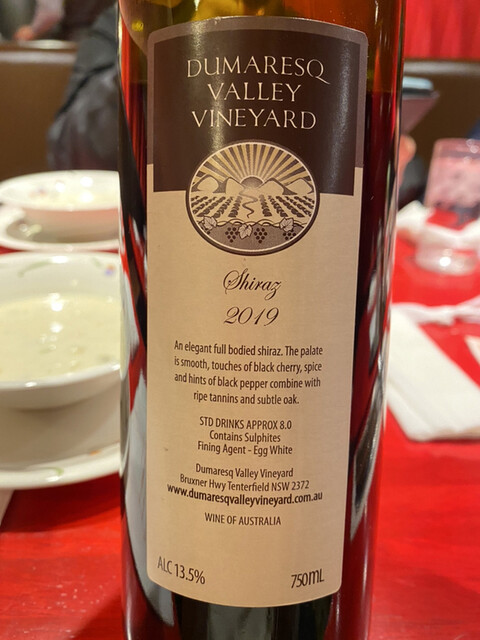 DUMARESQ
VALLEY
VINEYARD
Shiraz
2019
An elegant full bodied shiraz. The palate
is smooth, touches of black cherry, spice
and hints of black pepper combine with
ripe tannins and subtle oak.
STD DRINKS APPROX 8.0
Contains Sulphites
Fining Agent - Egg White
Dumaresq Valley Vineyard
Bruxner Hwy Tenterfield NSW 2372
www.dumaresqvalleyvineyard.com.au
WINE OF AUSTRALIA
ALC 13.5%
750mL